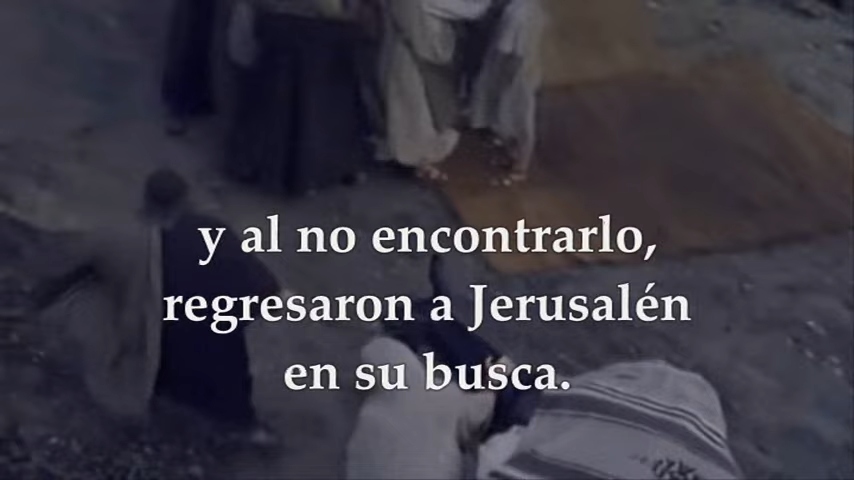 y al no encontrarlo,
regresaron a Jerusalén
en su busca.